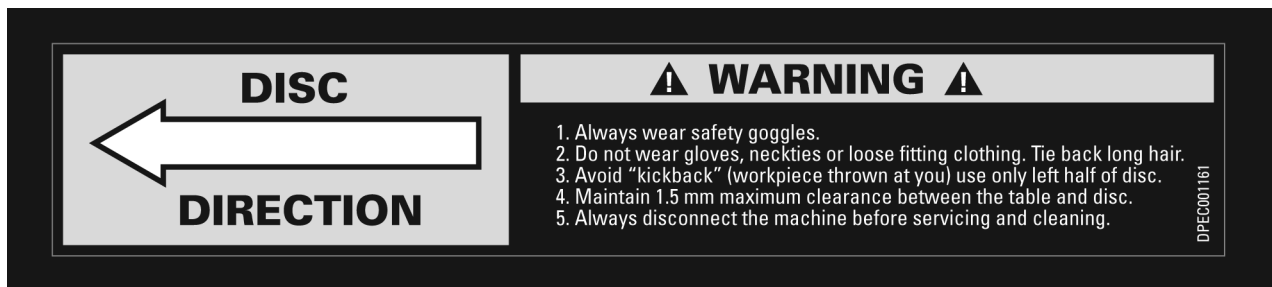 DISC
DIRECTION
WARNING
1. Always wear safety goggles.
2. Do not wear gloves, neckties or loose fitting clothing. Tie back long hair.
3. Avoid “kickback” (workpiece thrown at you) use only left half of disc.
4. Maintain 1.5 mm maximum clearance between the table and disc.
5. Always disconnect the machine before servicing and cleaning.
DPEC001161